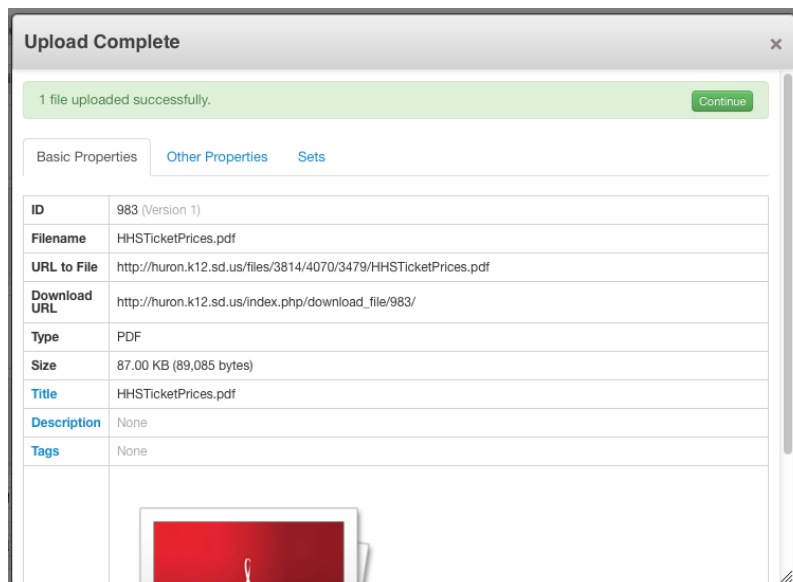 Upload Complete
×
1 file uploaded successfully.
Continue
Basic Properties Other Properties Sets
ID 983 (Version 1)
Filename HHSTicketPrices.pdf
URL to File http://huron.k12.sd.us/files/3814/4070/3479/HHSTicketPrices.pdf
Download
URL http://huron.k12.sd.us/index.php/download_file/983/
Type PDF
Size 87.00 KB (89,085 bytes)
Title HHSTicketPrices.pdf
Description None
Tags None